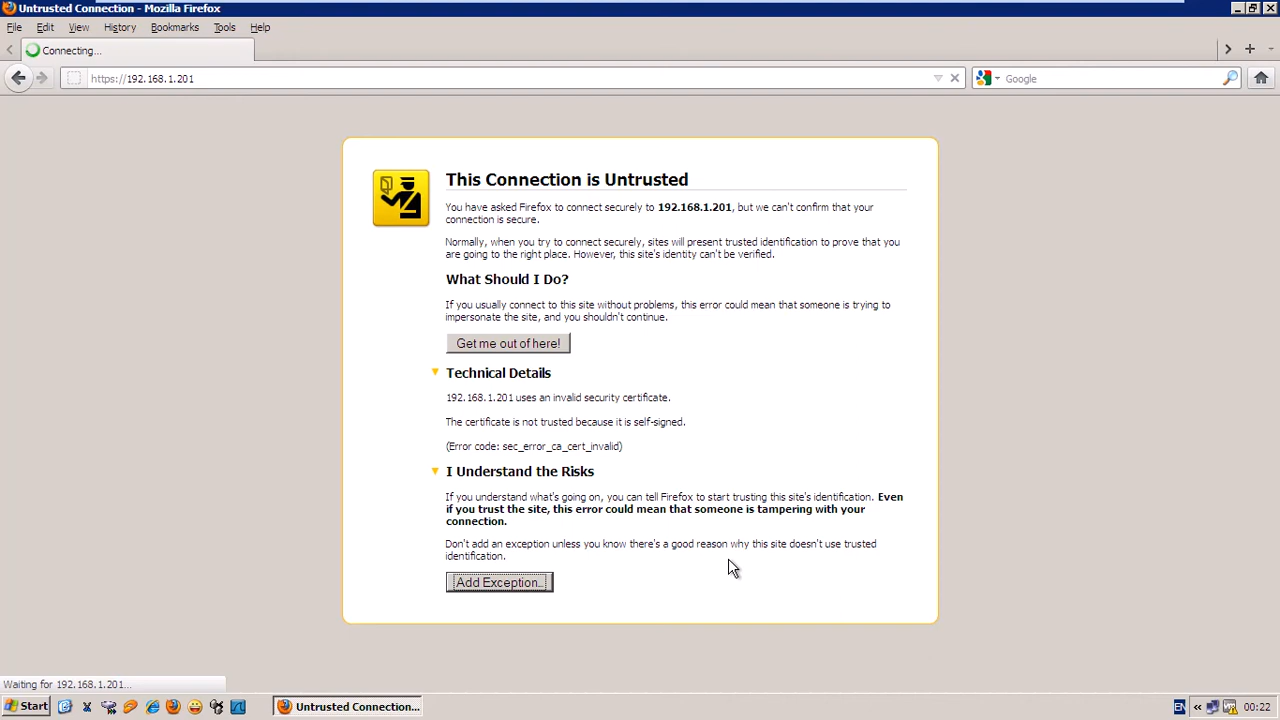 Untrusted Connection - Mozilla Firefox
File Edit View History Bookmarks Tools Help
Connecting...
https://192.168.1.201
Google
This Connection is Untrusted
You have asked Firefox to connect securely to 192.168.1.201, but we can't confirm that your
connection is secure.
Normally, when you try to connect securely, sites will present trusted identification to prove that you
are going to the right place. However, this site's identity can't be verified.
What Should I Do?
If you usually connect to this site without problems, this error could mean that someone is trying to
impersonate the site, and you shouldn't continue.
Get me out of here!
Technical Details
192.168.1.201 uses an invalid security certificate.
The certificate is not trusted because it is self-signed.
(Error code: sec_error_ca_cert_invalid)
I Understand the Risks
If you understand what's going on, you can tell Firefox to start trusting this site's identification. Even
if you trust the site, this error could mean that someone is tampering with your
connection.
Don't add an exception unless you know there's a good reason why this site doesn't use trusted
identification.
Add Exception...
Waiting for 192.168.1.201...
Start
Untrusted Connection...
EN
00:22